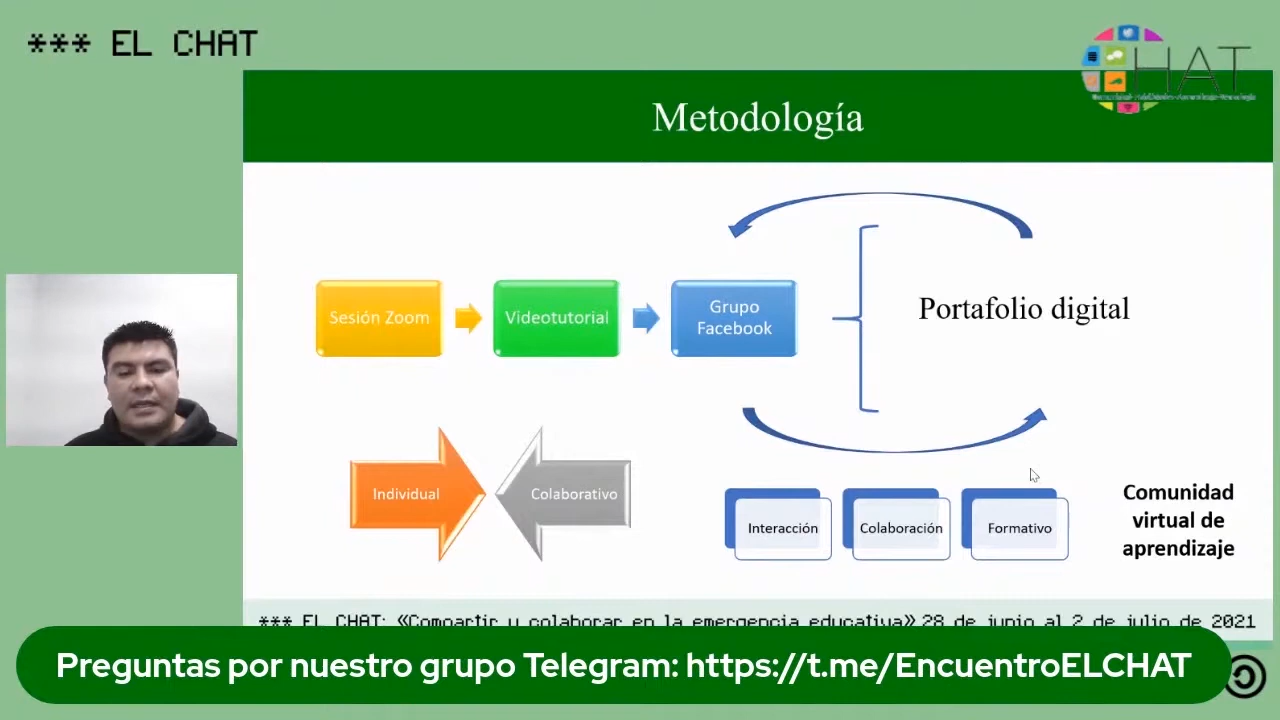 *** EL CHAT
HAT
Metodología
Sesión Zoom
Videotutorial
Grupo
Facebook
Portafolio digital
Individual
Colaborativo
Interacción
Colaboración
Formativo
Comunidad
virtual de
aprendizaje
*** EL CHAT: «Compartir y colaborar en la emergencia educativa» 28 de junio al 2 de julio de 2021
Preguntas por nuestro grupo Telegram: https://t.me/EncuentroELCHAT